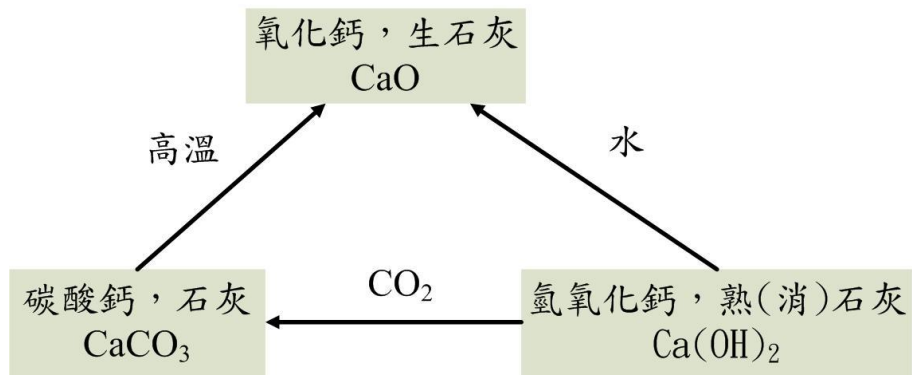 氧化鈣，生石灰
CaO
高溫
水
碳酸鈣，石灰
CaCO₃
CO₂
氫氧化鈣，熟(消)石灰
Ca(OH)₂